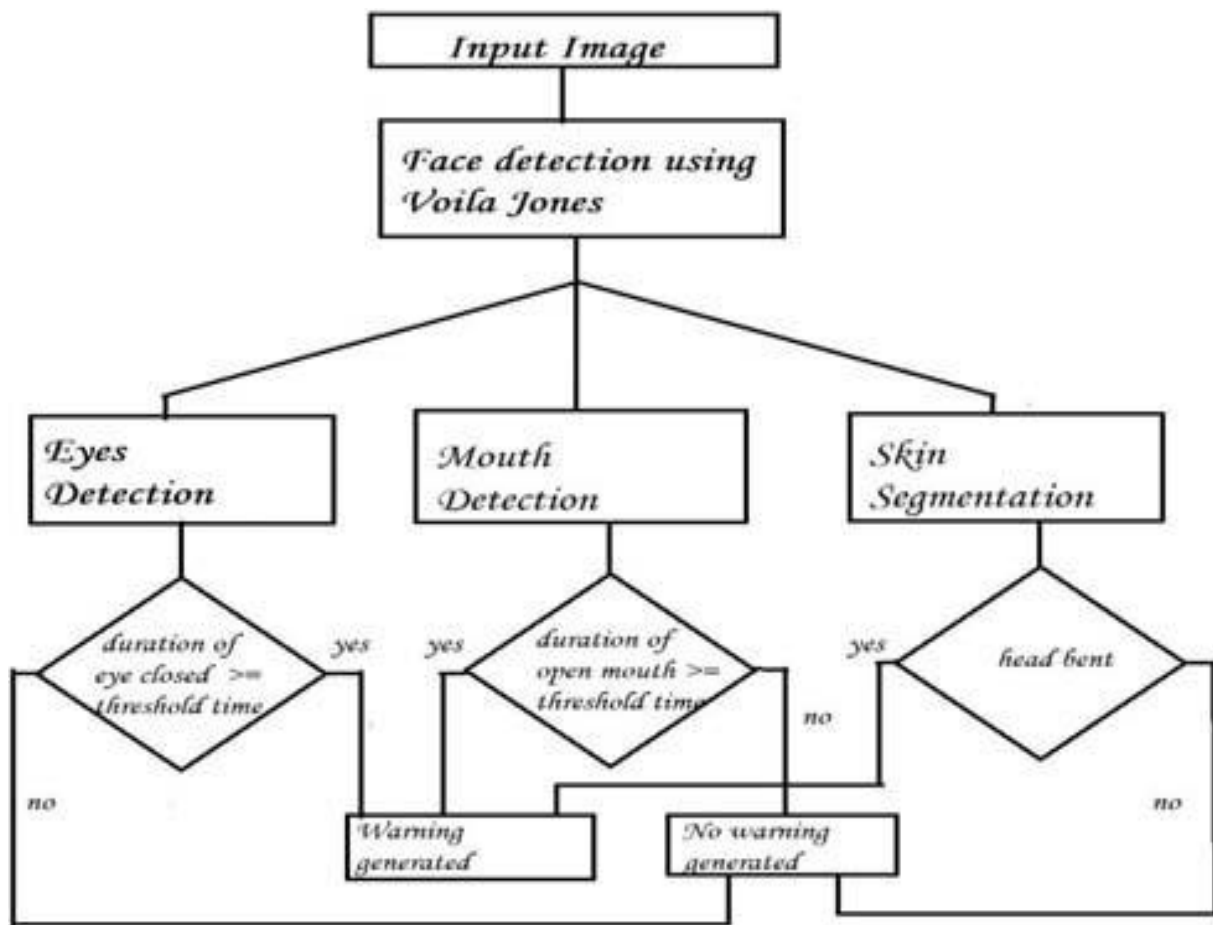 Input Image
Face detection using
Voila Jones
Eyes
Detection
Mouth
Detection
Skin
Segmentation
duration of
eye closed >=
threshold time
yes
no
yes
duration of
open mouth >=
threshold time
no
yes
head bent
no
Warning
generated
No warning
generated